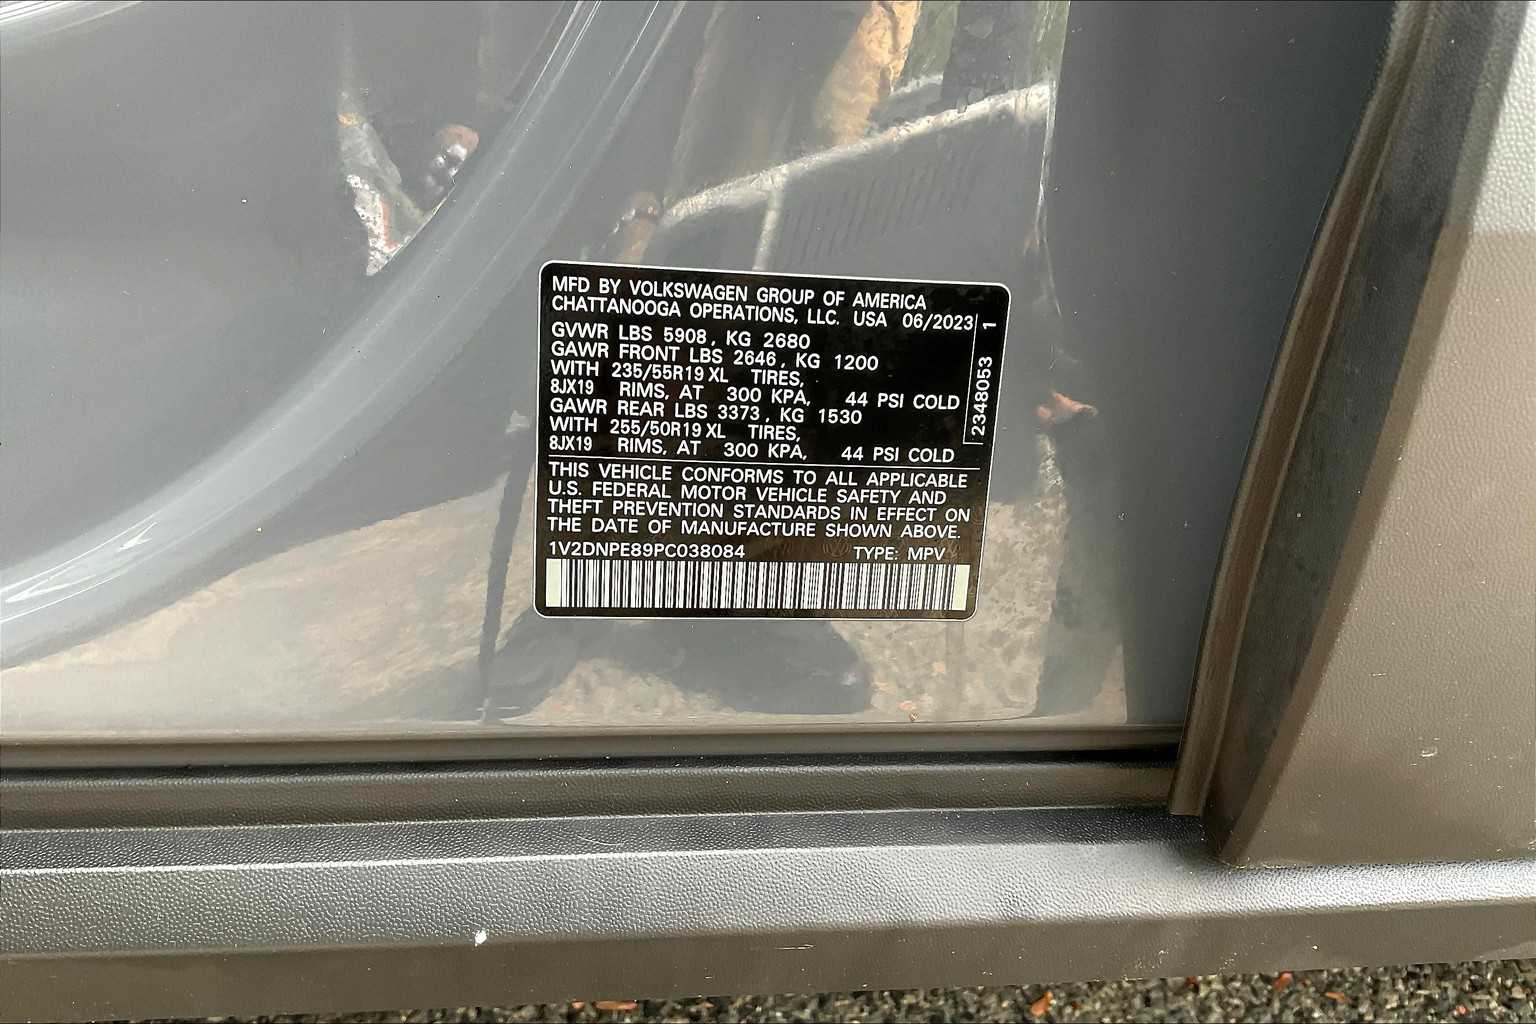 MFD BY VOLKSWAGEN GROUP OF AMERICA
CHATTANOOGA OPERATIONS, LLC. USA 06/2023
GVWR LBS 5908, KG 2680
GAWR FRONT LBS 2646, KG 1200
WITH 235/55R19 XL TIRES,
8JX19 RIMS, AT 300 KPA, 44 PSI COLD
GAWR REAR LBS 3373, KG 1530
WITH 255/50R19 XL TIRES,
8JX19 RIMS, AT 300 KPA, 44 PSI COLD
2348053 1
THIS VEHICLE CONFORMS TO ALL APPLICABLE
U.S. FEDERAL MOTOR VEHICLE SAFETY AND
THEFT PREVENTION STANDARDS IN EFFECT ON
THE DATE OF MANUFACTURE SHOWN ABOVE.
1V2DNPE89PC038084 TYPE: MPV